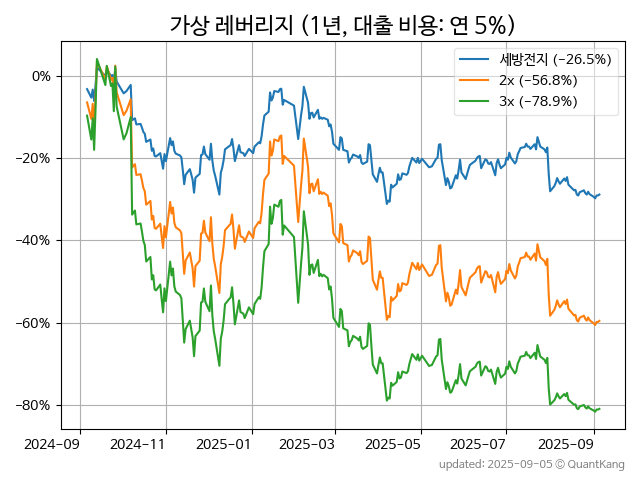 가상 레버리지 (1년, 대출 비용: 연 5%)
세방전지 (−26.5%)
2x (−56.8%)
3x (−78.9%)
0%
−20%
−40%
−60%
−80%
2024−09 2024−11 2025−01 2025−03 2025−05 2025−07 2025−09
updated: 2025-09-05 © QuantKang